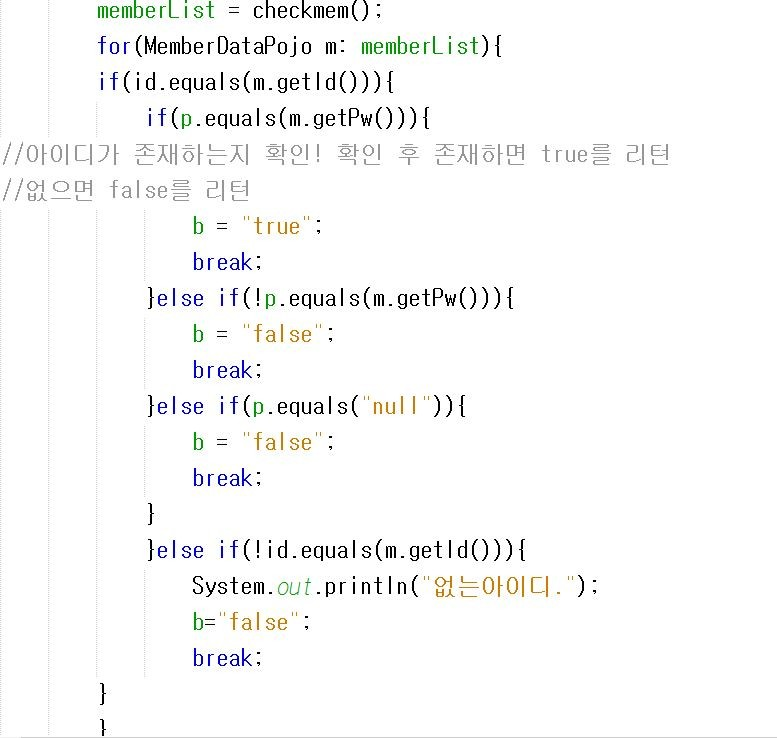 memberList = checkmem();
for(MemberDataPojo m: memberList){
if(id.equals(m.getId())){
if(p.equals(m.getPw())){
//아이디가 존재하는지 확인! 확인 후 존재하면 true를 리턴
//없으면 false를 리턴
b = "true";
break;
}else if(!p.equals(m.getPw())){
b = "false";
break;
}else if(p.equals("null")){
b = "false";
break;
}
}else if(!id.equals(m.getId())){
System.out.println("없는아이디.");
b="false";
break;
}
}